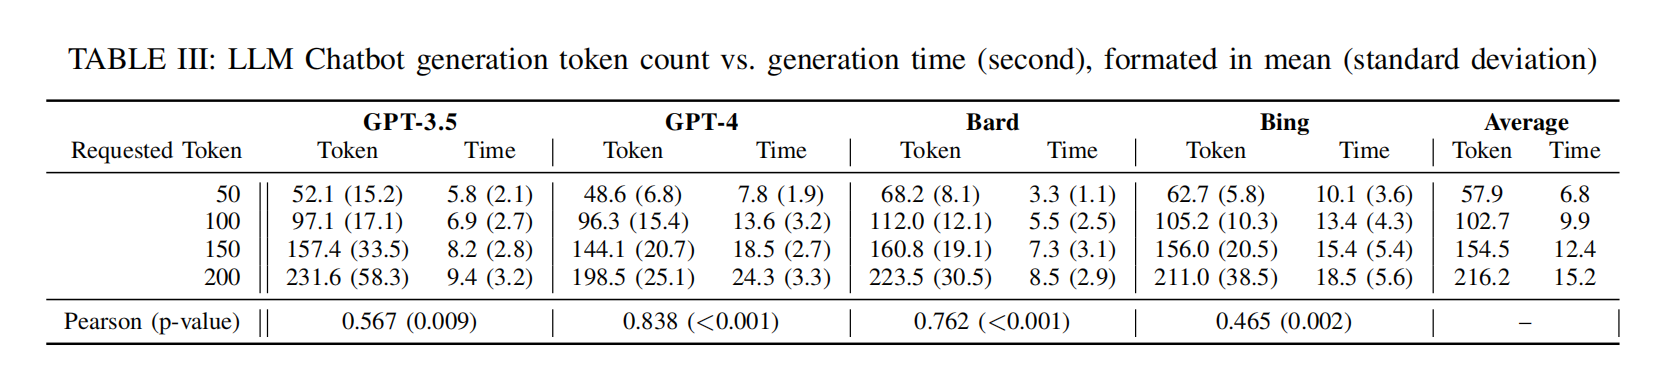 TABLE III: LLM Chatbot generation token count vs. generation time (second), formated in mean (standard deviation)
GPT-3.5 GPT-4 Bard Bing Average
Requested Token Token Time Token Time Token Time Token Time Token Time
50 52.1 (15.2) 5.8 (2.1) 48.6 (6.8) 7.8 (1.9) 68.2 (8.1) 3.3 (1.1) 62.7 (5.8) 10.1 (3.6) 57.9 6.8
100 97.1 (17.1) 6.9 (2.7) 96.3 (15.4) 13.6 (3.2) 112.0 (12.1) 5.5 (2.5) 105.2 (10.3) 13.4 (4.3) 102.7 9.9
150 157.4 (33.5) 8.2 (2.8) 144.1 (20.7) 18.5 (2.7) 160.8 (19.1) 7.3 (3.1) 156.0 (20.5) 15.4 (5.4) 154.5 12.4
200 231.6 (58.3) 9.4 (3.2) 198.5 (25.1) 24.3 (3.3) 223.5 (30.5) 8.5 (2.9) 211.0 (38.5) 18.5 (5.6) 216.2 15.2
Pearson (p-value) 0.567 (0.009) 0.838 (<0.001) 0.762 (<0.001) 0.465 (0.002) –